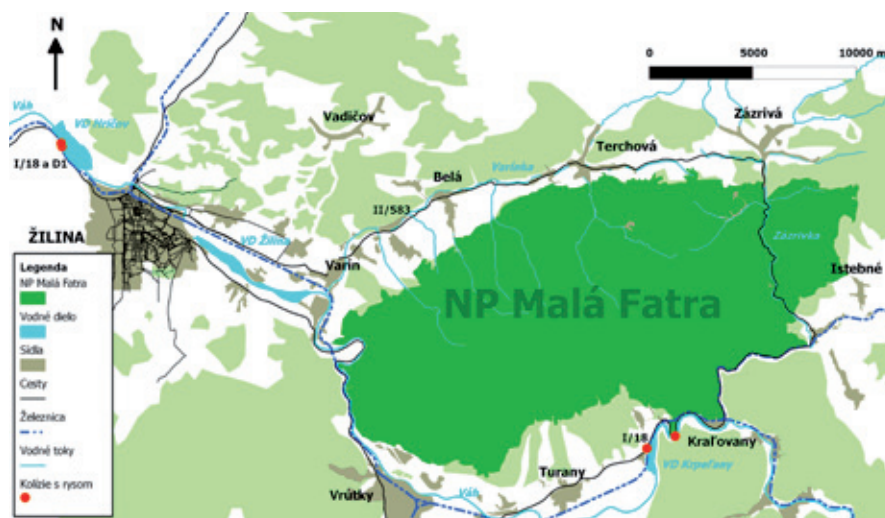 N
0
5000
10000 m
Váh
VD Hričov
I/18 a D1
Vadičov
Zázrivá
Terchová
Varínka
Belá
II/583
ŽILINA
VD Žilina
Varín
Zázrivka
Istebné
NP Malá Fatra
Legenda
NP Malá Fatra
Vodné dielo
Sídla
Cesty
Železnica
Vodné toky
Kolízie s rysom
I/18
Kraľovany
VD Krpeľany
Turany
Vrútky
Váh